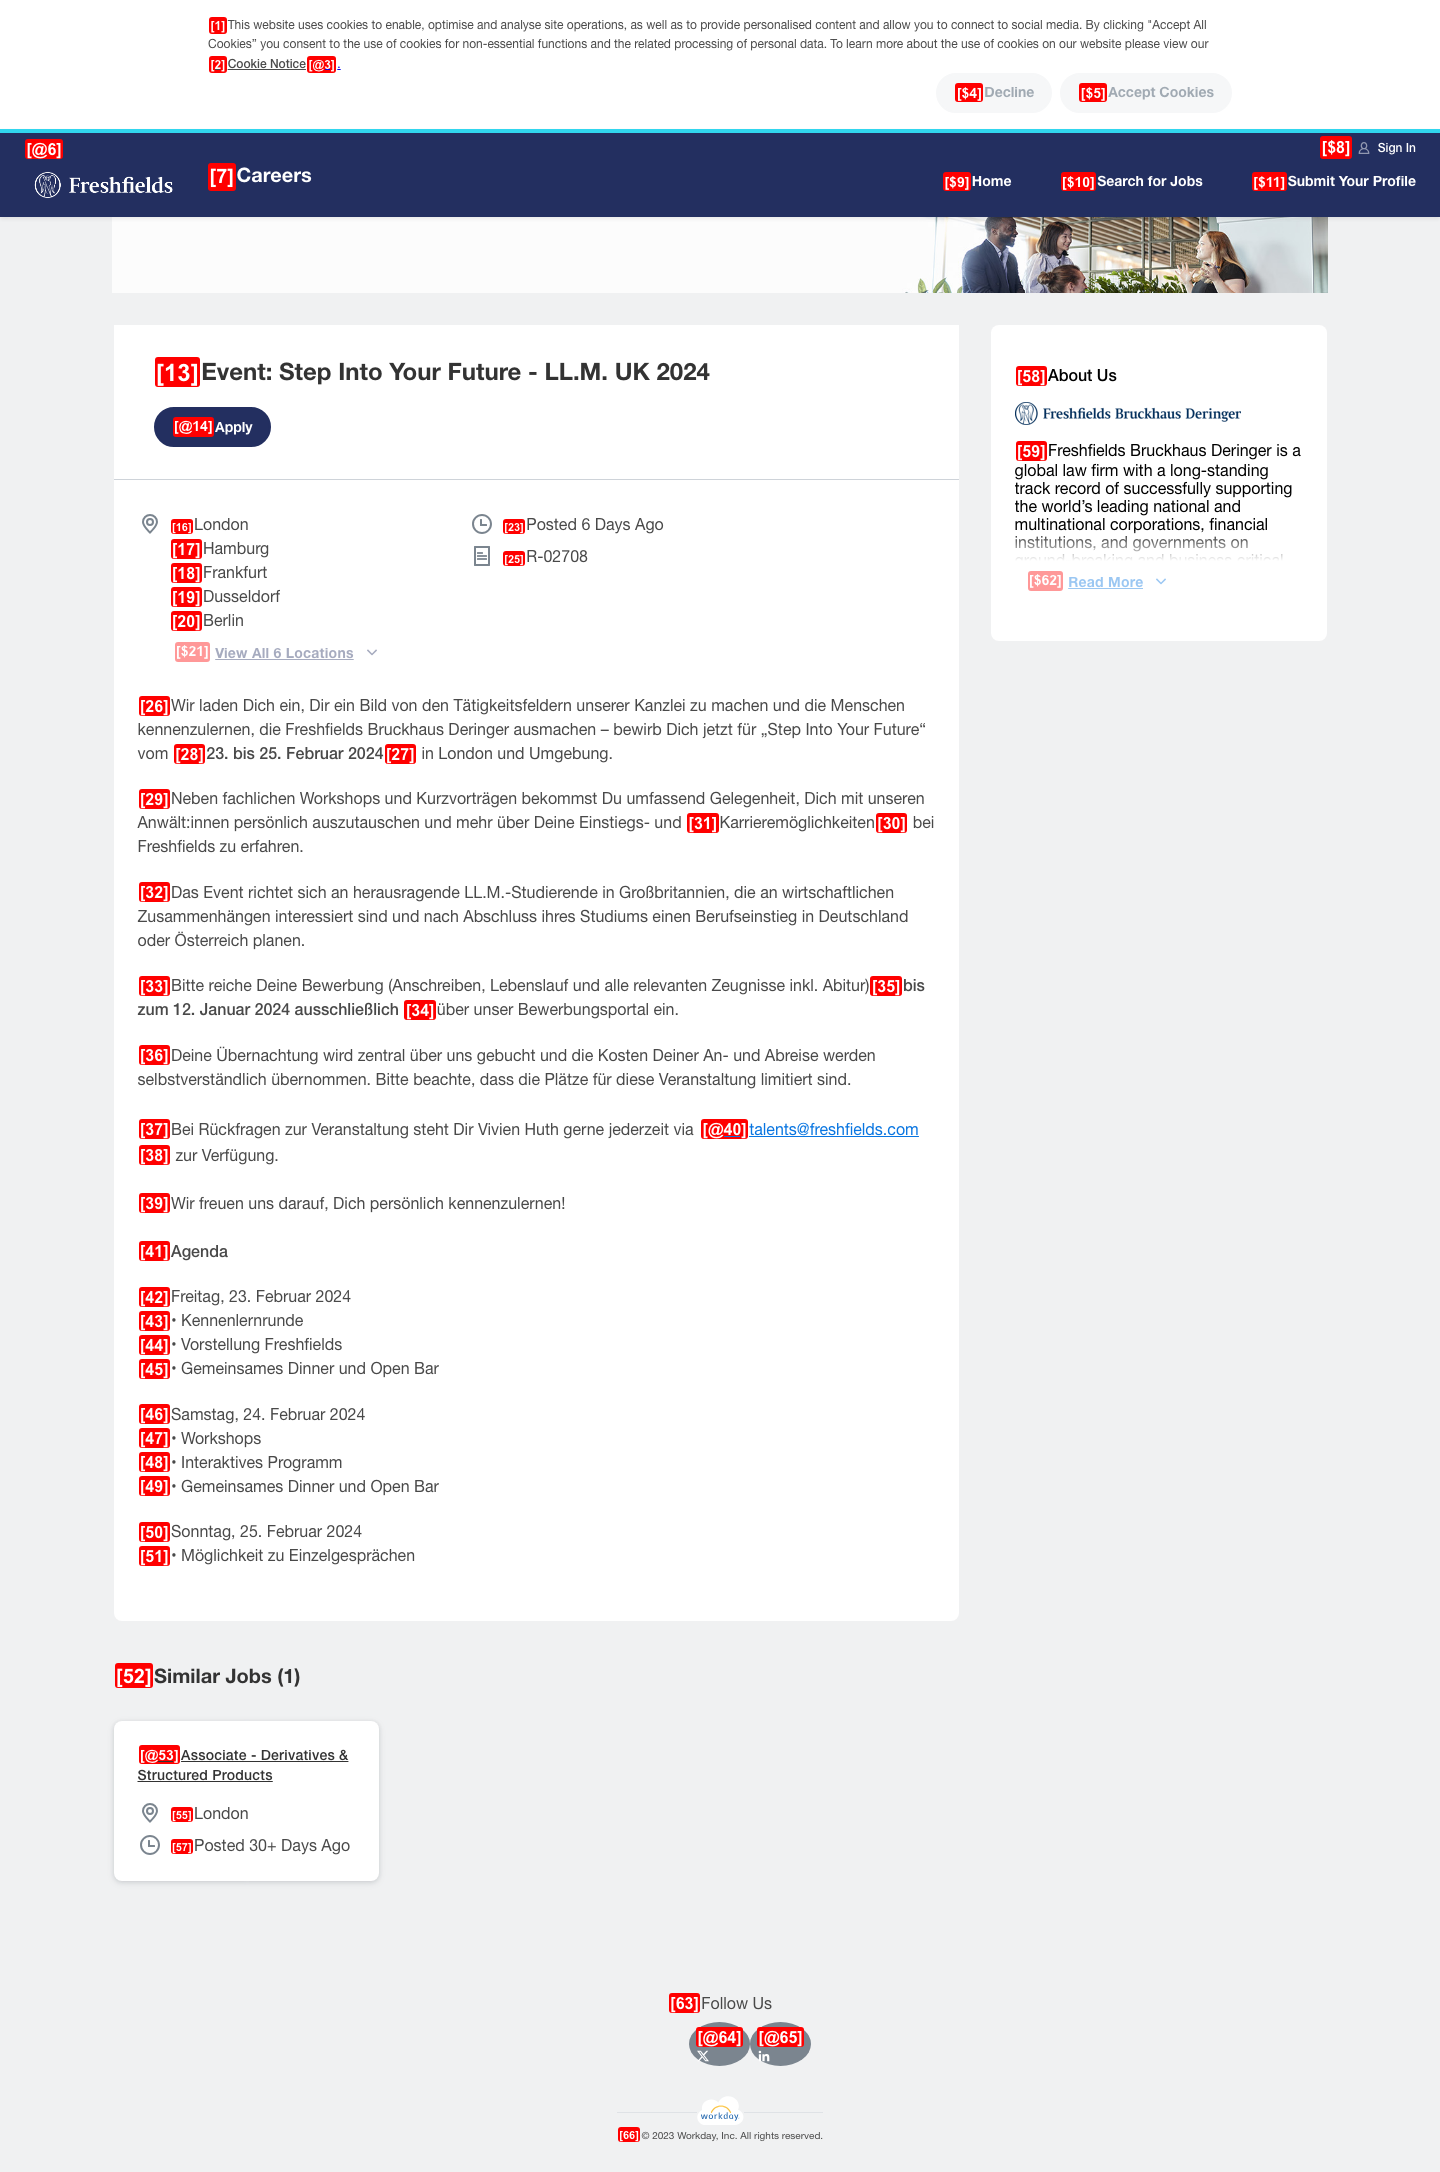 [1]This website uses cookies to enable, optimise and analyse site operations, as well as to provide personalised content and allow you to connect to social media. By clicking "Accept All
Cookies” you consent to the use of cookies for non-essential functions and the related processing of personal data. To learn more about the use of cookies on our website please view our
[2]Cookie Notice[@3].
[$4]Decline
[$5]Accept Cookies
[@6]
Freshfields
[7]Careers
[$8] Sign In
[$9]Home
[$10]Search for Jobs
[$11]Submit Your Profile
[13]Event: Step Into Your Future - LL.M. UK 2024
[@14]Apply
[16]London
[17]Hamburg
[18]Frankfurt
[19]Dusseldorf
[20]Berlin
[$21] View All 6 Locations
[23]Posted 6 Days Ago
[25]R-02708
[26]Wir laden Dich ein, Dir ein Bild von den Tätigkeitsfeldern unserer Kanzlei zu machen und die Menschen
kennenzulernen, die Freshfields Bruckhaus Deringer ausmachen – bewirb Dich jetzt für „Step Into Your Future“
vom [28]23. bis 25. Februar 2024[27] in London und Umgebung.
[29]Neben fachlichen Workshops und Kurzvorträgen bekommst Du umfassend Gelegenheit, Dich mit unseren
Anwält:innen persönlich auszutauschen und mehr über Deine Einstiegs- und [31]Karrieremöglichkeiten[30] bei
Freshfields zu erfahren.
[32]Das Event richtet sich an herausragende LL.M.-Studierende in Großbritannien, die an wirtschaftlichen
Zusammenhängen interessiert sind und nach Abschluss ihres Studiums einen Berufseinstieg in Deutschland
oder Österreich planen.
[33]Bitte reiche Deine Bewerbung (Anschreiben, Lebenslauf und alle relevanten Zeugnisse inkl. Abitur)[35]bis
zum 12. Januar 2024 ausschließlich [34]über unser Bewerbungsportal ein.
[36]Deine Übernachtung wird zentral über uns gebucht und die Kosten Deiner An- und Abreise werden
selbstverständlich übernommen. Bitte beachte, dass die Plätze für diese Veranstaltung limitiert sind.
[37]Bei Rückfragen zur Veranstaltung steht Dir Vivien Huth gerne jederzeit via [@40]talents@freshfields.com
[38] zur Verfügung.
[39]Wir freuen uns darauf, Dich persönlich kennenzulernen!
[41]Agenda
[42]Freitag, 23. Februar 2024
[43]• Kennenlernrunde
[44]• Vorstellung Freshfields
[45]• Gemeinsames Dinner und Open Bar
[46]Samstag, 24. Februar 2024
[47]• Workshops
[48]• Interaktives Programm
[49]• Gemeinsames Dinner und Open Bar
[50]Sonntag, 25. Februar 2024
[51]• Möglichkeit zu Einzelgesprächen
[58]About Us
Freshfields Bruckhaus Deringer
[59]Freshfields Bruckhaus Deringer is a
global law firm with a long-standing
track record of successfully supporting
the world’s leading national and
multinational corporations, financial
institutions, and governments on
ground-breaking and business critical
[$62] Read More
[52]Similar Jobs (1)
[@53]Associate - Derivatives &
Structured Products
[55]London
[57]Posted 30+ Days Ago
[63]Follow Us
[@64] [@65]
workday
[66]© 2023 Workday, Inc. All rights reserved.